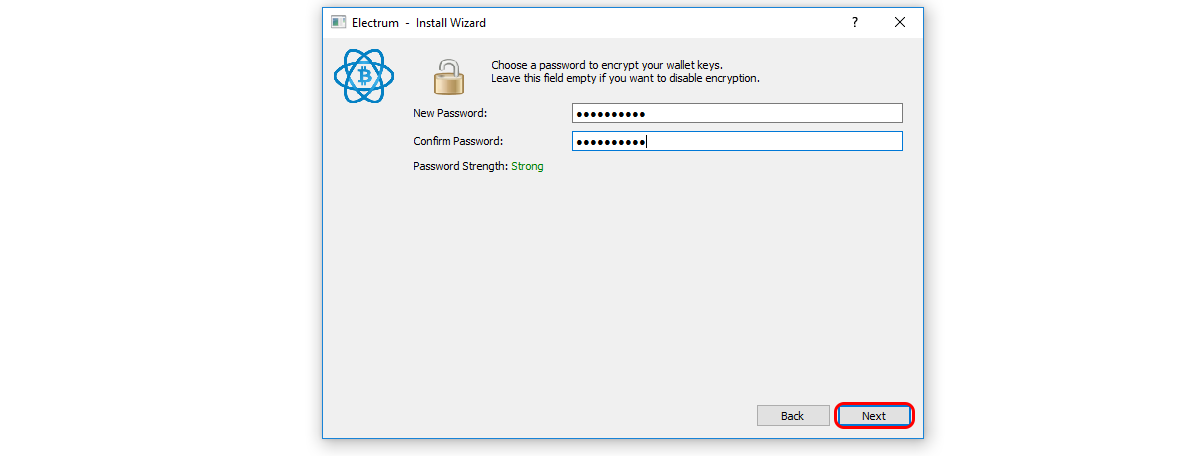 Electrum - Install Wizard
?
Choose a password to encrypt your wallet keys.
Leave this field empty if you want to disable encryption.
New Password: ●●●●●●●●●●
Confirm Password: ●●●●●●●●●●
Password Strength: Strong
Back Next